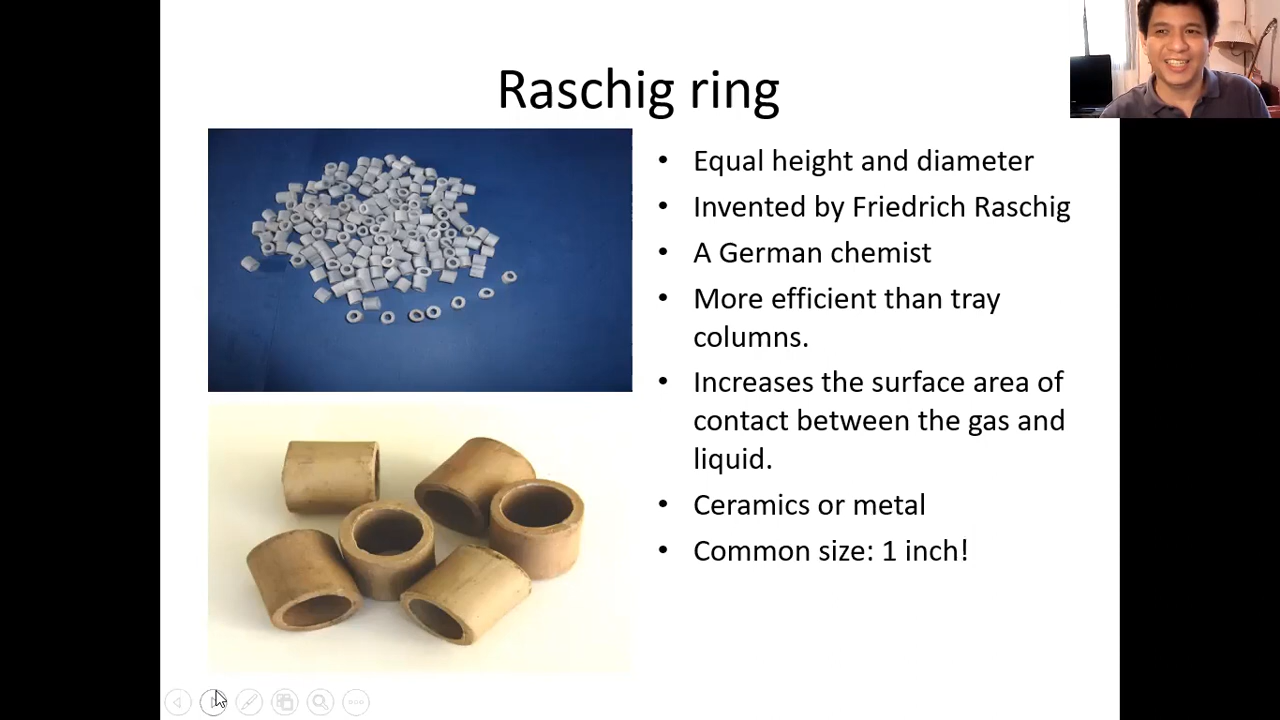 Raschig ring
• Equal height and diameter
• Invented by Friedrich Raschig
• A German chemist
• More efficient than tray
columns.
• Increases the surface area of
contact between the gas and
liquid.
• Ceramics or metal
• Common size: 1 inch!